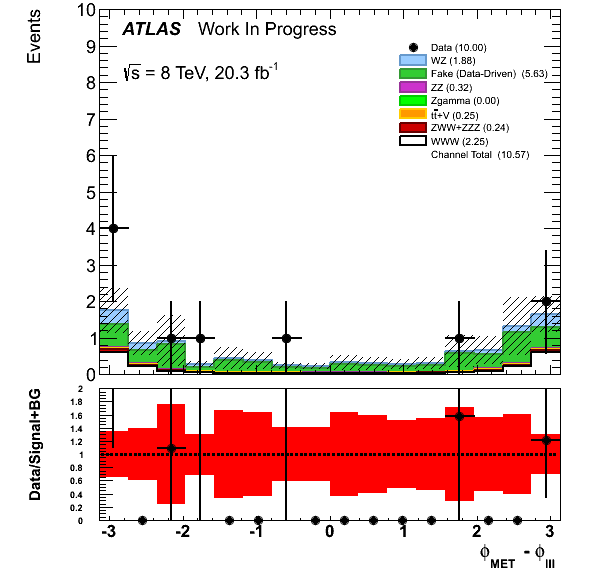 Events
10
9
8
7
6
5
4
3
2
1
0
ATLAS Work In Progress
√s = 8 TeV, 20.3 fb-1
Data (10.00)
WZ (1.88)
Fake (Data-Driven) (5.63)
ZZ (0.32)
Zgamma (0.00)
tt̄+V (0.25)
ZWW+ZZZ (0.24)
WWW (2.25)
Channel Total (10.57)
Data/Signal+BG
2
1.8
1.6
1.4
1.2
1
0.8
0.6
0.4
0.2
0
-3 -2 -1 0 1 2 3
ϕMET - ϕlll